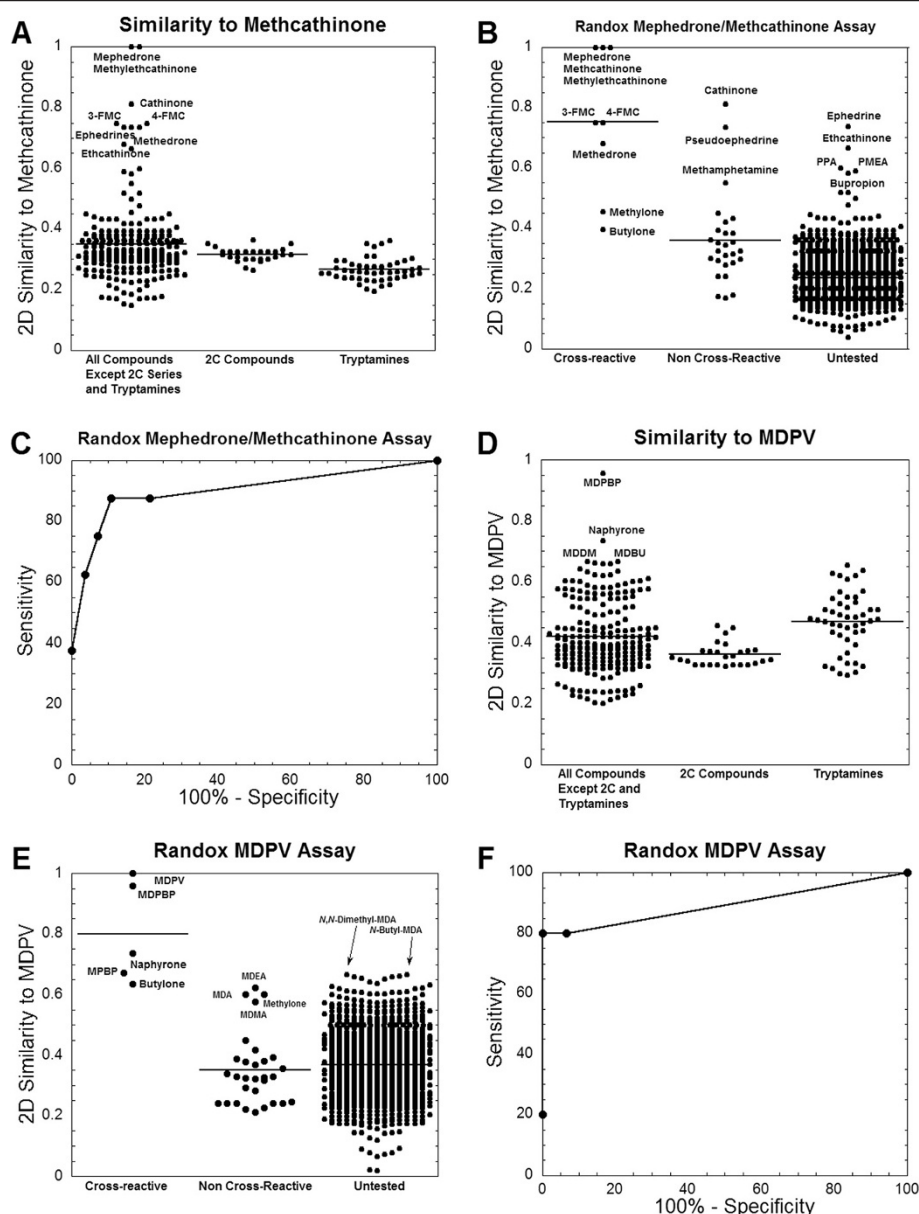 A
Similarity to Methcathinone
2D Similarity to Methcathinone
1
0.8
0.6
0.4
0.2
0
Mephedrone
Methylethcathinone
Cathinone
3-FMC
4-FMC
Ephedrines
Methedrone
Ethcathinone
All Compounds
Except 2C Series
and Tryptamines
2C Compounds
Tryptamines
B
Randox Mephedrone/Methcathinone Assay
2D Similarity to Methcathinone
1
0.8
0.6
0.4
0.2
0
Mephedrone
Methcathinone
Methylethcathinone
3-FMC
4-FMC
Methedrone
Methylone
Butylone
Cathinone
Pseudoephedrine
Methamphetamine
Ephedrine
Ethcathinone
PPA
PMEA
Bupropion
Cross-reactive
Non Cross-Reactive
Untested
C
Randox Mephedrone/Methcathinone Assay
Sensitivity
100
80
60
40
20
0
0
20
40
60
80
100
100% - Specificity
D
Similarity to MDPV
2D Similarity to MDPV
1
0.8
0.6
0.4
0.2
0
MDPBP
Naphyrone
MDDM
MDBU
All Compounds
Except 2C and
Tryptamines
2C Compounds
Tryptamines
E
Randox MDPV Assay
2D Similarity to MDPV
1
0.8
0.6
0.4
0.2
0
MDPV
MDPBP
Naphyrone
MPBP
Butylone
MDEA
MDA
Methylone
MDMA
N,N-Dimethyl-MDA
N-Butyl-MDA
Cross-reactive
Non Cross-Reactive
Untested
F
Randox MDPV Assay
Sensitivity
100
80
60
40
20
0
0
20
40
60
80
100
100% - Specificity